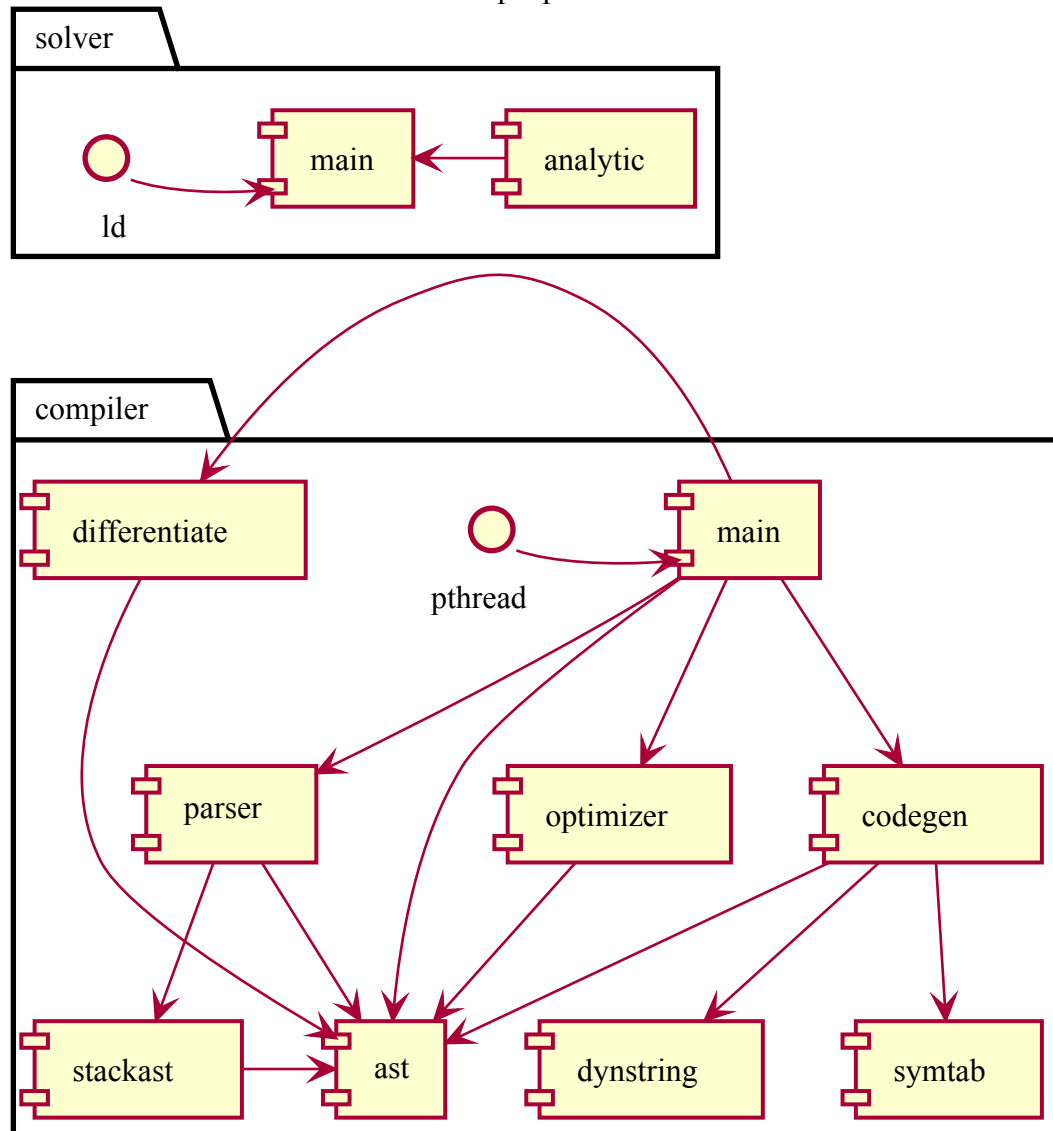 solver
main
analytic
ld
compiler
differentiate
main
pthread
parser
optimizer
codegen
stackast
ast
dynstring
symtab